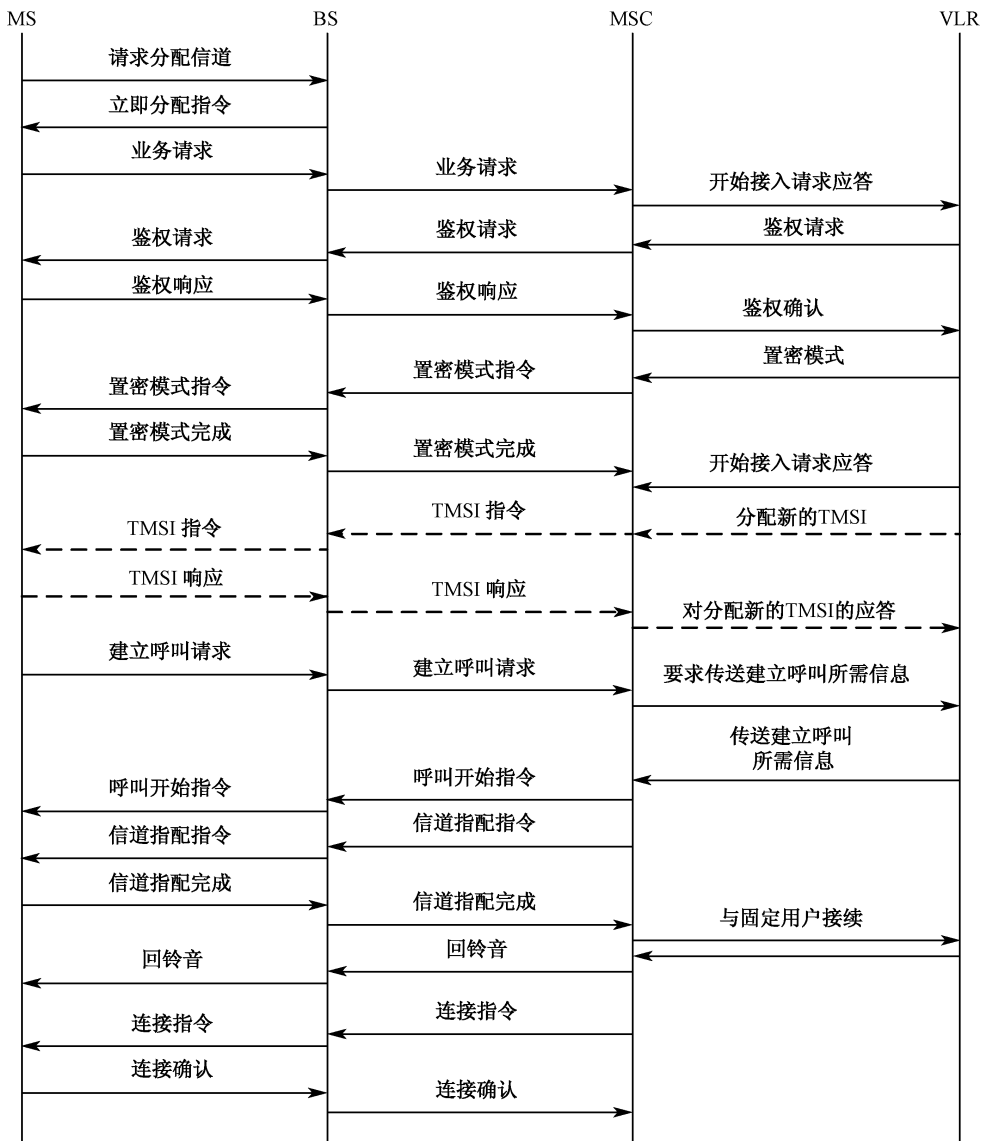 MS
BS
MSC
VLR
请求分配信道
立即分配指令
业务请求
业务请求
开始接入请求应答
鉴权请求
鉴权请求
鉴权请求
鉴权响应
鉴权响应
鉴权确认
置密模式
置密模式指令
置密模式指令
置密模式完成
置密模式完成
开始接入请求应答
分配新的TMSI
TMSI 指令
TMSI 指令
TMSI 响应
TMSI 响应
对分配新的TMSI的应答
建立呼叫请求
建立呼叫请求
要求传送建立呼叫所需信息
传送建立呼叫
所需信息
呼叫开始指令
呼叫开始指令
信道指配指令
信道指配指令
信道指配完成
信道指配完成
与固定用户接续
回铃音
回铃音
连接指令
连接指令
连接确认
连接确认